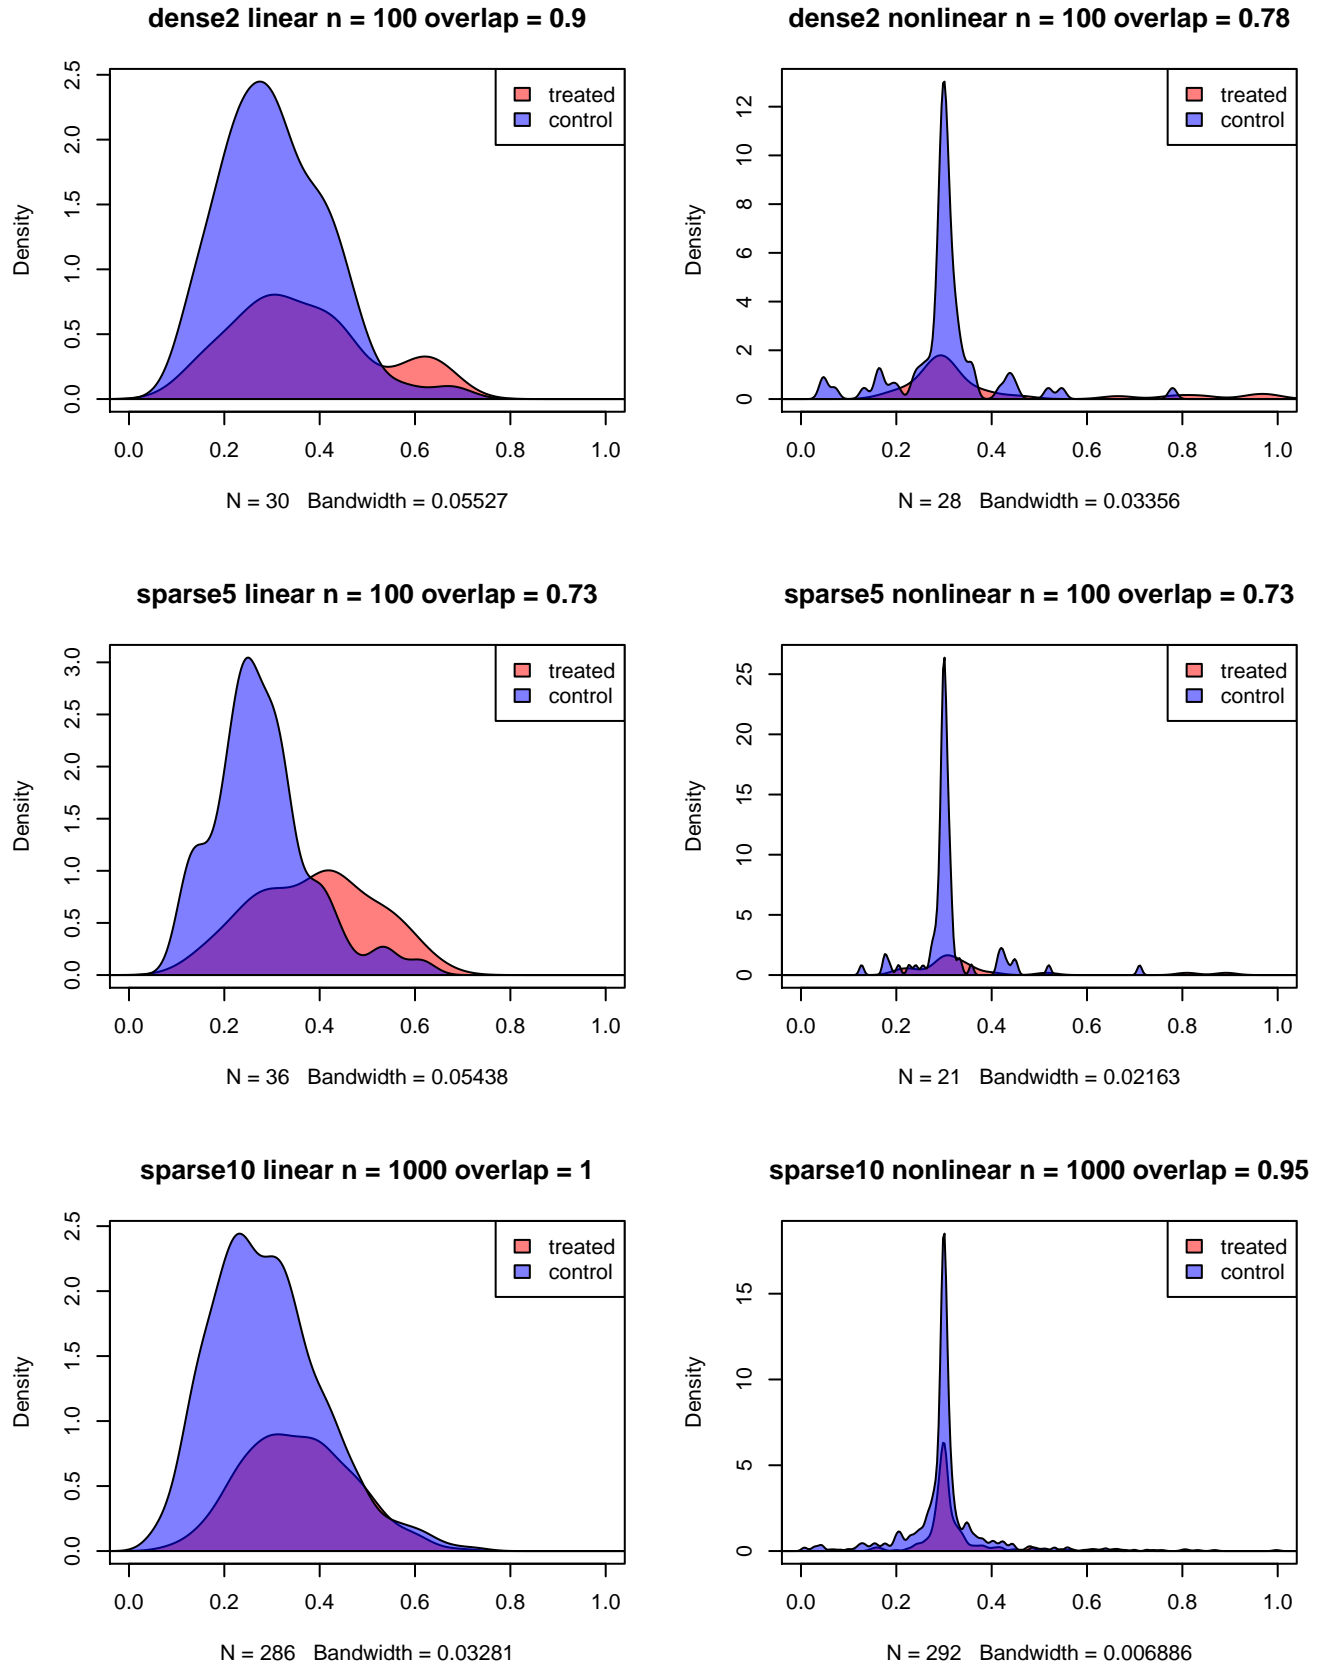 dense2 linear n = 100 overlap = 0.9
treated
control
Density
0.0 0.5 1.0 1.5 2.0 2.5
0.0 0.2 0.4 0.6 0.8 1.0
N = 30 Bandwidth = 0.05527
dense2 nonlinear n = 100 overlap = 0.78
treated
control
Density
0 2 4 6 8 10 12
0.0 0.2 0.4 0.6 0.8 1.0
N = 28 Bandwidth = 0.03356
sparse5 linear n = 100 overlap = 0.73
treated
control
Density
0.0 0.5 1.0 1.5 2.0 2.5 3.0
0.0 0.2 0.4 0.6 0.8 1.0
N = 36 Bandwidth = 0.05438
sparse5 nonlinear n = 100 overlap = 0.73
treated
control
Density
0 5 10 15 20 25
0.0 0.2 0.4 0.6 0.8 1.0
N = 21 Bandwidth = 0.02163
sparse10 linear n = 1000 overlap = 1
treated
control
Density
0.0 0.5 1.0 1.5 2.0 2.5
0.0 0.2 0.4 0.6 0.8 1.0
N = 286 Bandwidth = 0.03281
sparse10 nonlinear n = 1000 overlap = 0.95
treated
control
Density
0 5 10 15
0.0 0.2 0.4 0.6 0.8 1.0
N = 292 Bandwidth = 0.006886